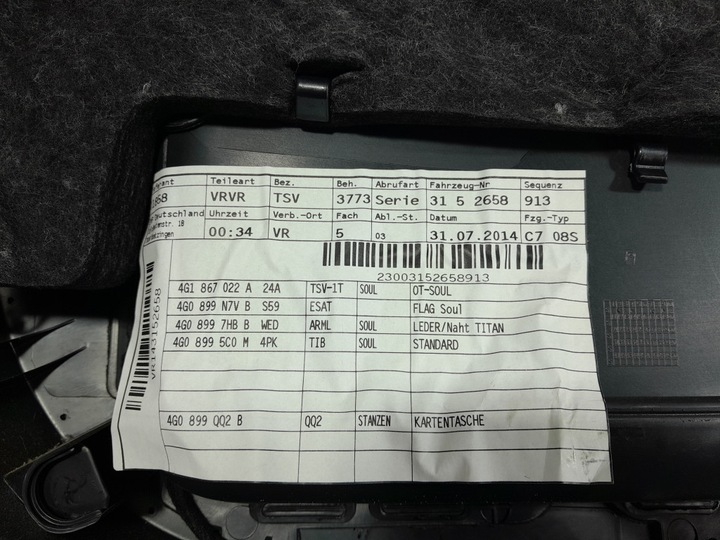 Teileart Bez. Beh. Abrufart Fahrzeug-Nr Sequenz
VRVR TSV 3773 Serie 31 5 2658 913
Deutschland Uhrzeit Verb.-Ort Fach Abl.-St. Datum Fzg.-Typ
00:34 VR 5 03 31.07.2014 C7 08S
23003152658913
4G1 867 022 A 24A TSV-1T SOUL OT-SOUL
4G0 899 N7V B S59 ESAT FLAG Soul
4G0 899 7HB B WED ARML SOUL LEDER/Naht TITAN
4G0 899 5C0 M 4PK TIB SOUL STANDARD
4G0 899 QQ2 B QQ2 STANZEN KARTENTASCHE